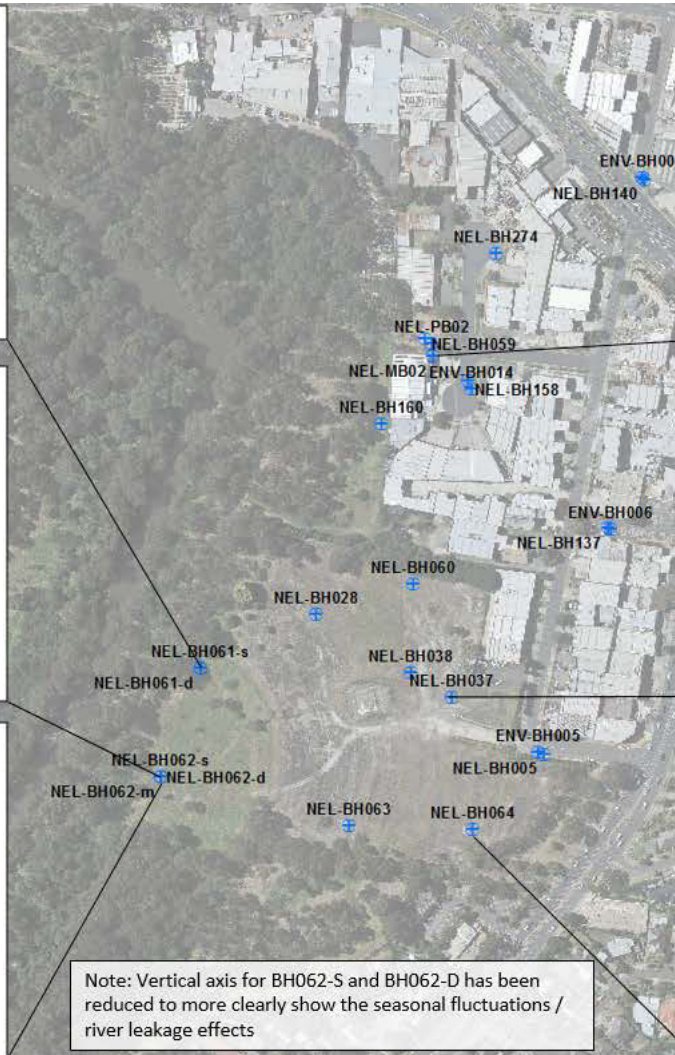 ENV-BH00
NEL-BH140
NEL-BH274
NEL-PB02
NEL-BH059
NEL-MB02 ENV-BH014
NEL-BH158
NEL-BH160
ENV-BH006
NEL-BH137
NEL-BH060
NEL-BH028
NEL-BH061-s
NEL-BH038
NEL-BH061-d
NEL-BH037
ENV-BH005
NEL-BH062-s
NEL-BH005
NEL-BH062-d
NEL-BH062-m
NEL-BH063
NEL-BH064
Note: Vertical axis for BH062-S and BH062-D has been
reduced to more clearly show the seasonal fluctuations /
river leakage effects